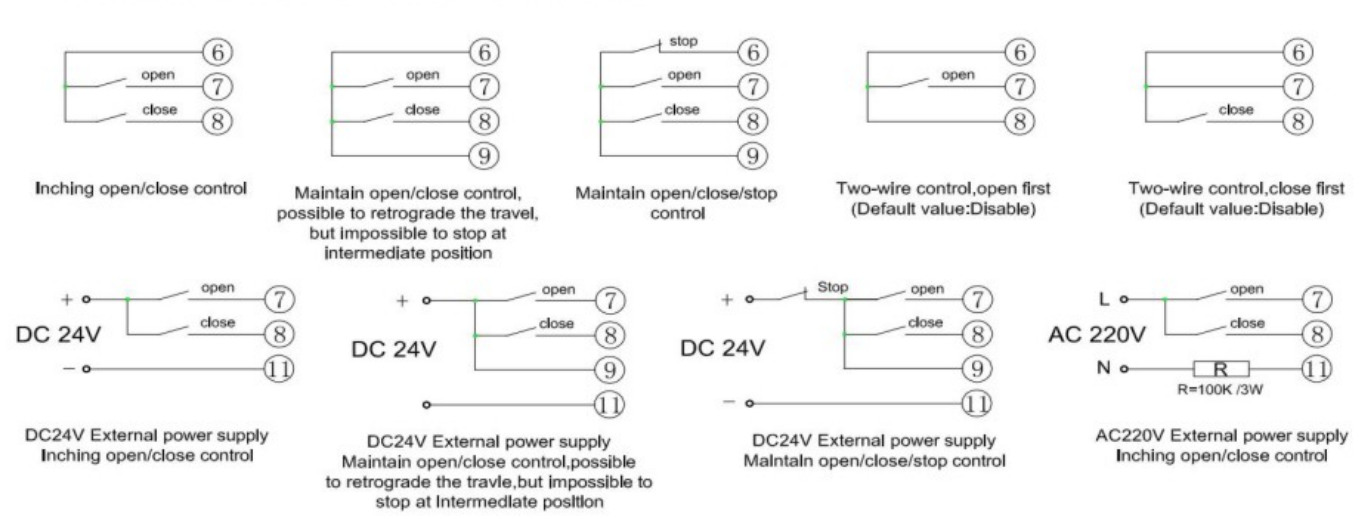 stop
6 6 6 6 6
open open open open
7 7 7 7 7
close close close close
8 8 8 8 8
9 9
Inching open/close control
Maintain open/close control,
possible to retrograde the travel,
but impossible to stop at
intermediate position
Maintain open/close/stop
control
Two-wire control,open first
(Default value:Disable)
Two-wire control,close first
(Default value:Disable)
+ open 7
DC 24V close 8
− 11
DC24V External power supply
Inching open/close control
+ open 7
DC 24V close 8
9
11
DC24V External power supply
Maintain open/close control,possible
to retrograde the travle,but impossible to
stop at Intermediate position
+ Stop open 7
DC 24V close 8
9
− 11
DC24V External power supply
Maintain open/close/stop control
L open 7
AC 220V close 8
N R 11
R=100K /3W
AC220V External power supply
Inching open/close control